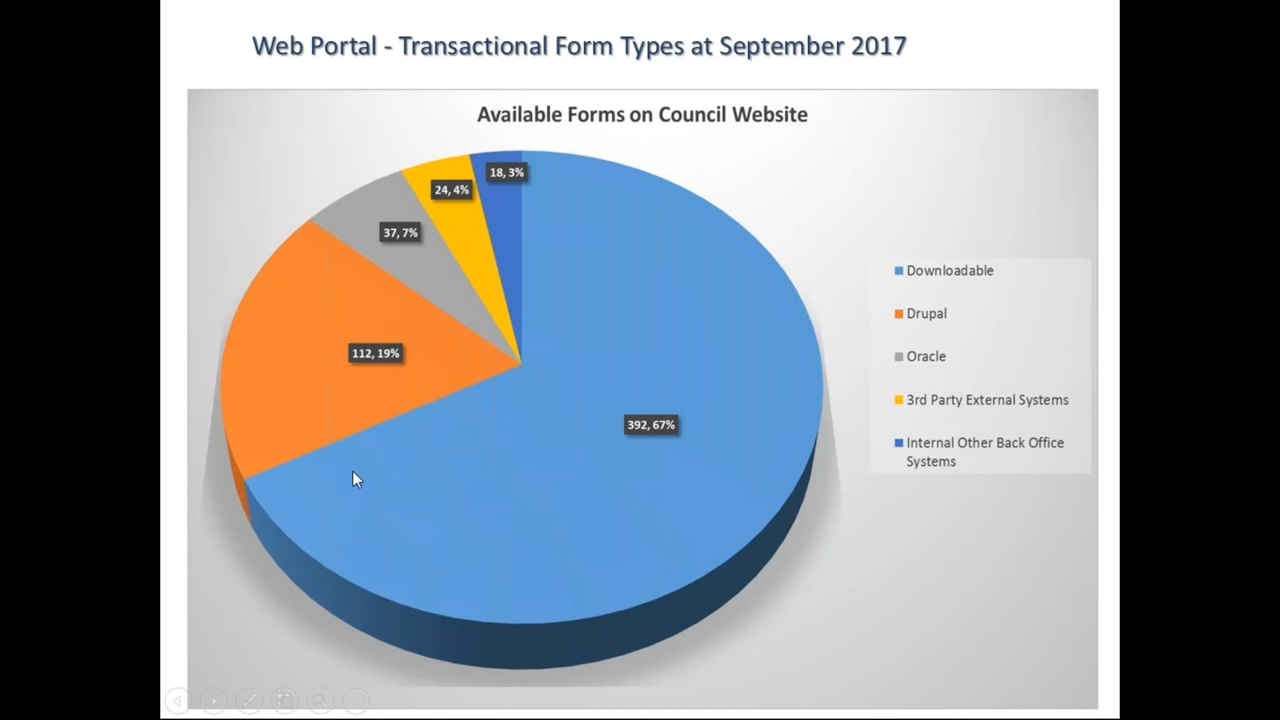 Web Portal - Transactional Form Types at September 2017
Available Forms on Council Website
18, 3%
24, 4%
37, 7%
112, 19%
392, 67%
Downloadable
Drupal
Oracle
3rd Party External Systems
Internal Other Back Office
Systems